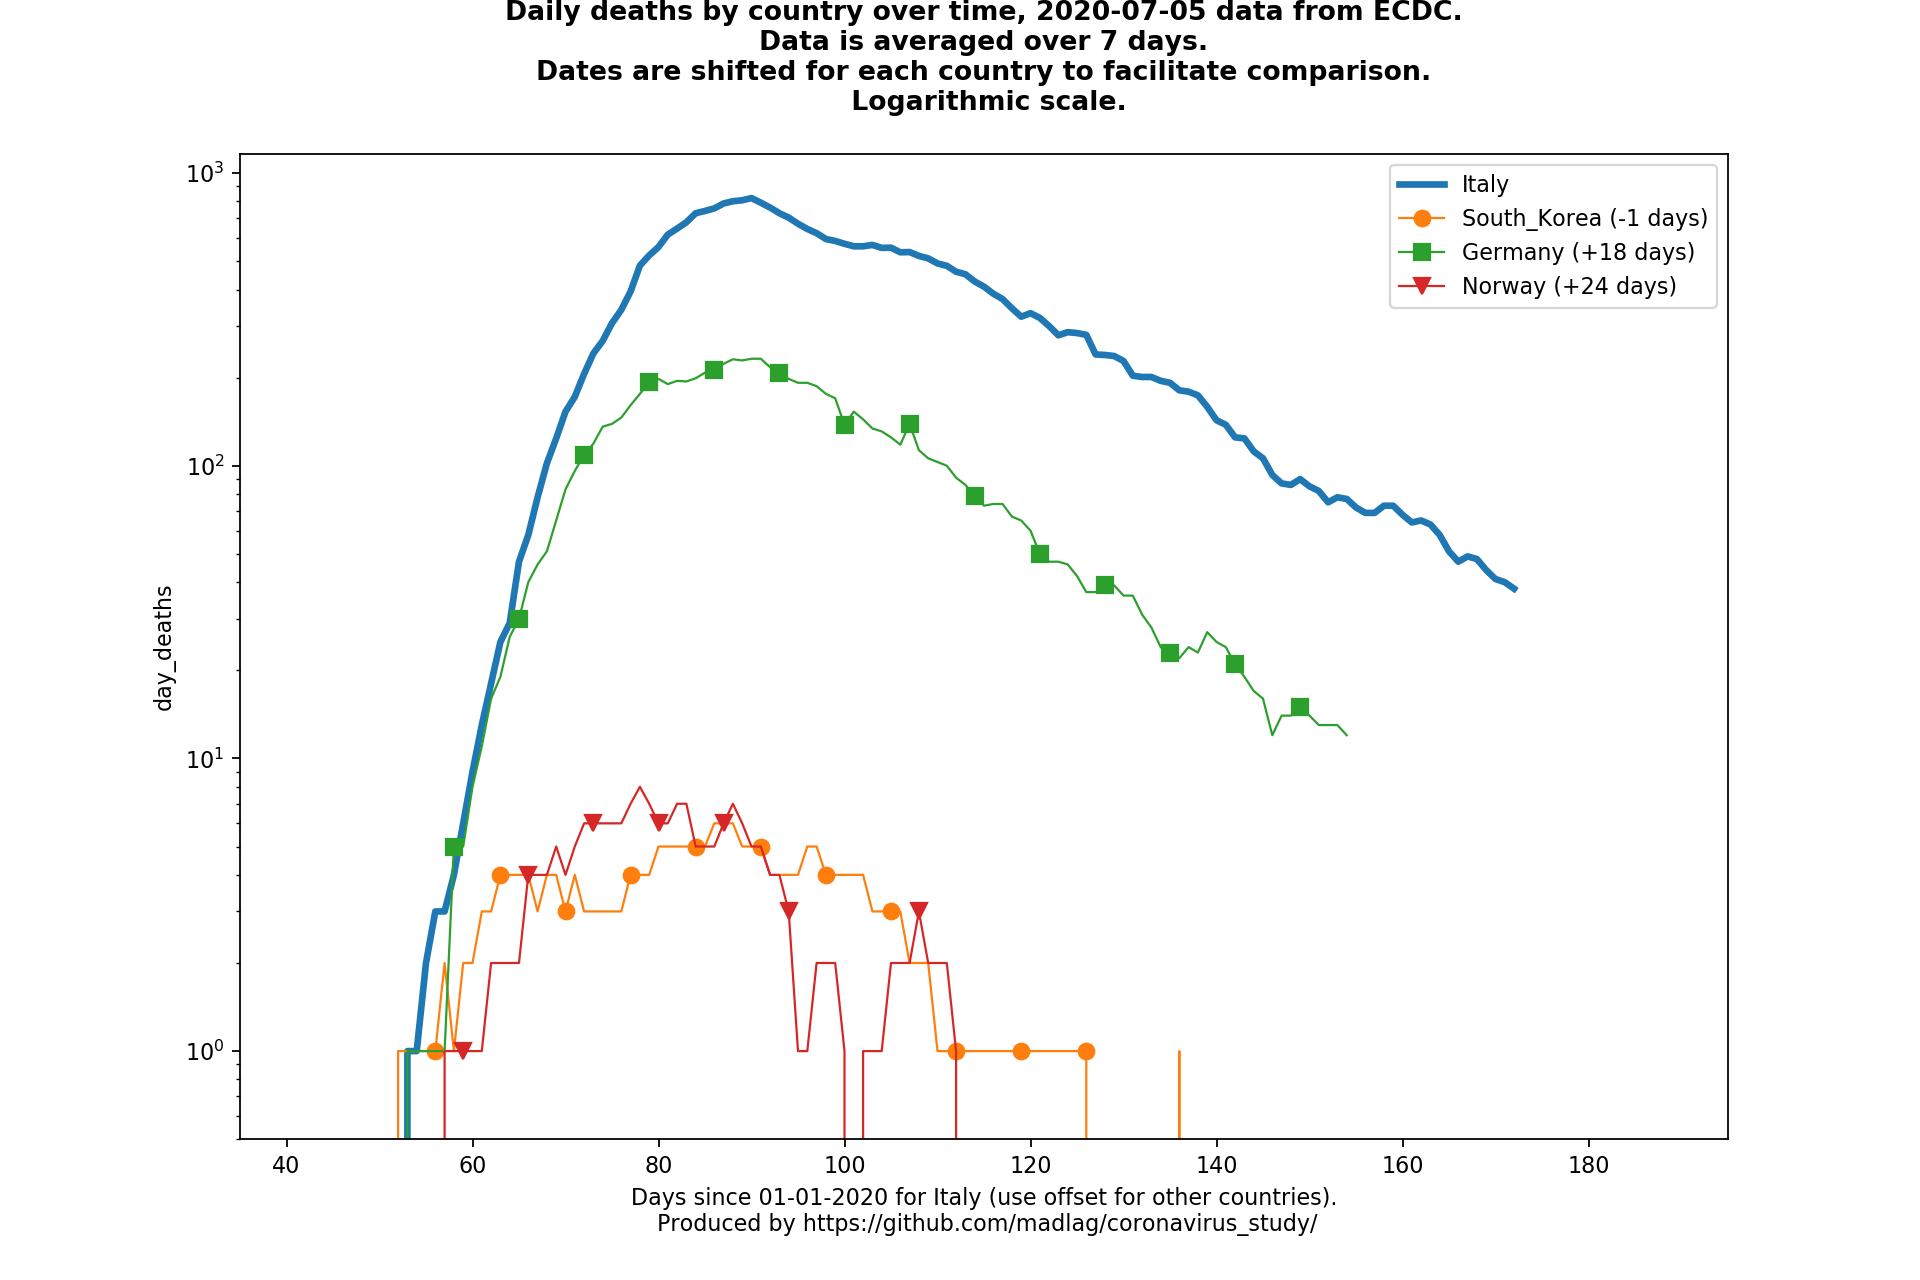 Daily deaths by country over time, 2020-07-05 data from ECDC.
Data is averaged over 7 days.
Dates are shifted for each country to facilitate comparison.
Logarithmic scale.
10³
Italy
South_Korea (-1 days)
Germany (+18 days)
Norway (+24 days)
10²
day_deaths
10¹
10⁰
40 60 80 100 120 140 160 180
Days since 01-01-2020 for Italy (use offset for other countries).
Produced by https://github.com/madlag/coronavirus_study/